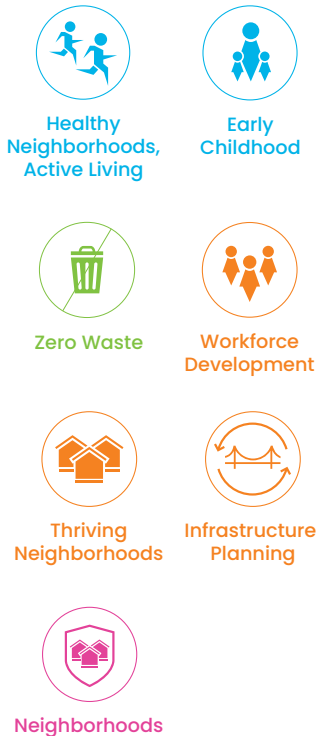 Healthy
Neighborhoods,
Active Living
Early
Childhood
Zero Waste
Workforce
Development
Thriving
Neighborhoods
Infrastructure
Planning
Neighborhoods